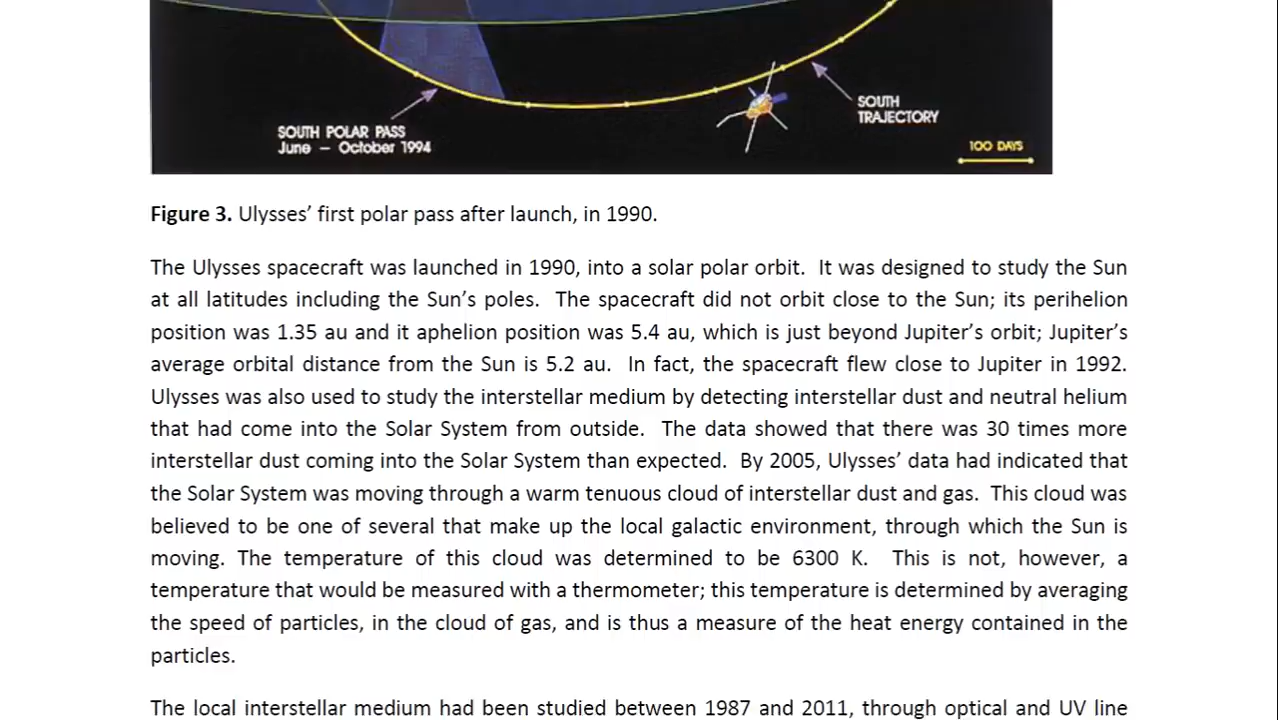 SOUTH POLAR PASS
June – October 1994
SOUTH
TRAJECTORY
100 DAYS
Figure 3. Ulysses’ first polar pass after launch, in 1990.
The Ulysses spacecraft was launched in 1990, into a solar polar orbit. It was designed to study the Sun
at all latitudes including the Sun’s poles. The spacecraft did not orbit close to the Sun; its perihelion
position was 1.35 au and it aphelion position was 5.4 au, which is just beyond Jupiter’s orbit; Jupiter’s
average orbital distance from the Sun is 5.2 au. In fact, the spacecraft flew close to Jupiter in 1992.
Ulysses was also used to study the interstellar medium by detecting interstellar dust and neutral helium
that had come into the Solar System from outside. The data showed that there was 30 times more
interstellar dust coming into the Solar System than expected. By 2005, Ulysses’ data had indicated that
the Solar System was moving through a warm tenuous cloud of interstellar dust and gas. This cloud was
believed to be one of several that make up the local galactic environment, through which the Sun is
moving. The temperature of this cloud was determined to be 6300 K. This is not, however, a
temperature that would be measured with a thermometer; this temperature is determined by averaging
the speed of particles, in the cloud of gas, and is thus a measure of the heat energy contained in the
particles.
The local interstellar medium had been studied between 1987 and 2011, through optical and UV line